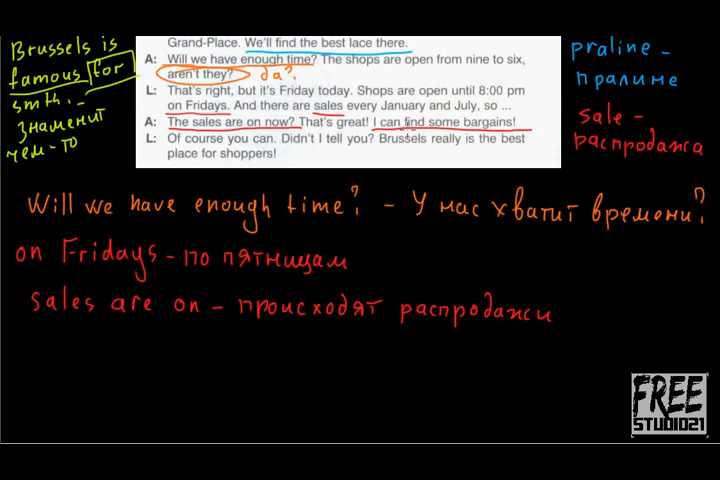 Brussels is
famous for
smth. -
знаменит
чем-то
Grand-Place. We'll find the best lace there.
A: Will we have enough time? The shops are open from nine to six,
aren't they? да?
L: That's right, but it's Friday today. Shops are open until 8:00 pm
on Fridays. And there are sales every January and July, so ...
A: The sales are on now? That's great! I can find some bargains!
L: Of course you can. Didn't I tell you? Brussels really is the best
place for shoppers!
praline -
пралине
sale -
распродажа
Will we have enough time? - У нас хватит времени?
on Fridays - по пятницам
sales are on - происходят распродажи
FREE
STUDIO21